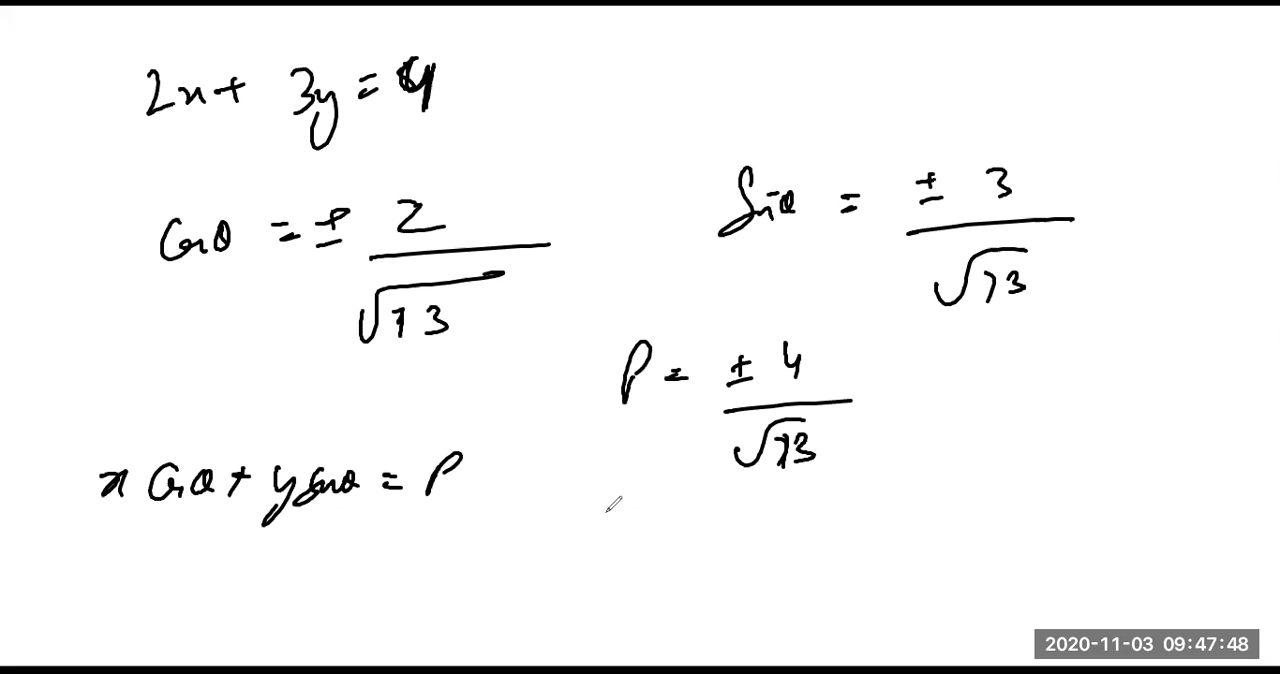 2x + 3y = 4
Cosθ = ± 2/√13
Sinθ = ± 3/√13
P = ± 4/√13
x Cosθ + y Sinθ = P
2020-11-03 09:47:48